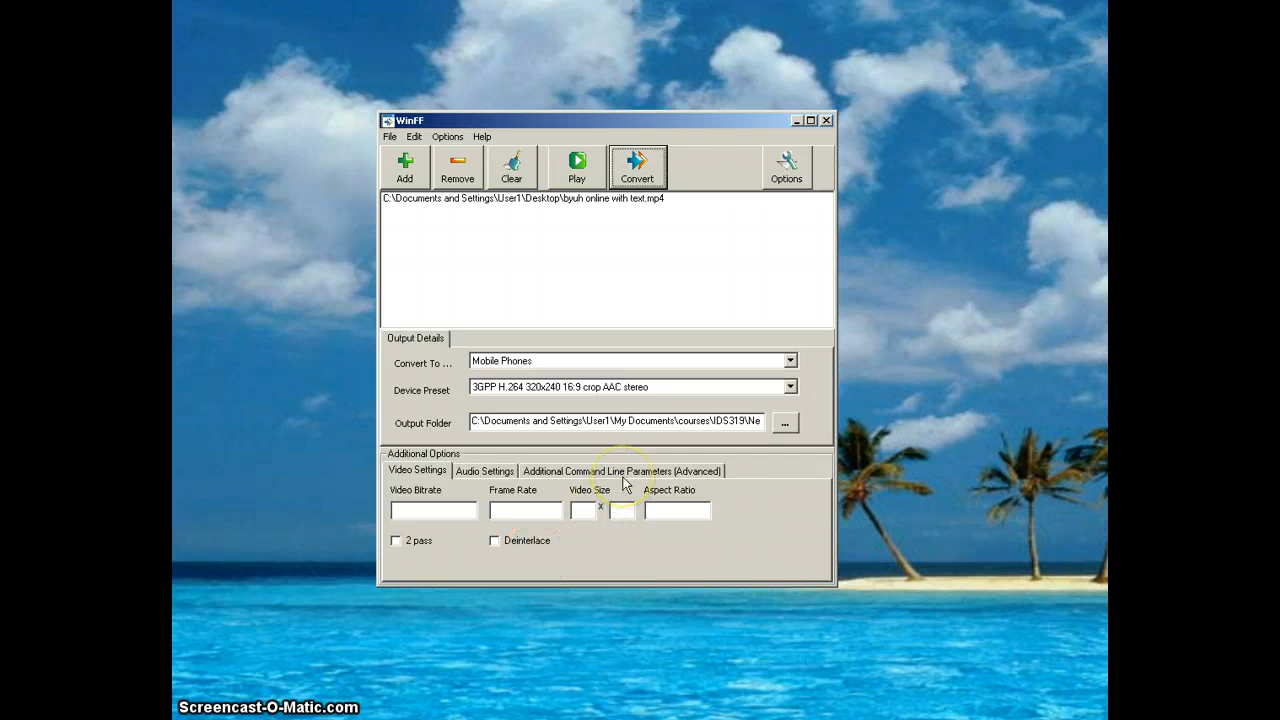 WinFF
File Edit Options Help
Add Remove Clear Play Convert Options
C:\Documents and Settings\User1\Desktop\byuh online with text.mp4
Output Details
Convert To ... Mobile Phones
Device Preset 3GPP H.264 320x240 16:9 crop AAC stereo
Output Folder C:\Documents and Settings\User1\My Documents\courses\IDS319\Ne ...
Additional Options
Video Settings Audio Settings Additional Command Line Parameters (Advanced)
Video Bitrate Frame Rate Video Size Aspect Ratio
x
2 pass Deinterlace
Screencast-O-Matic.com